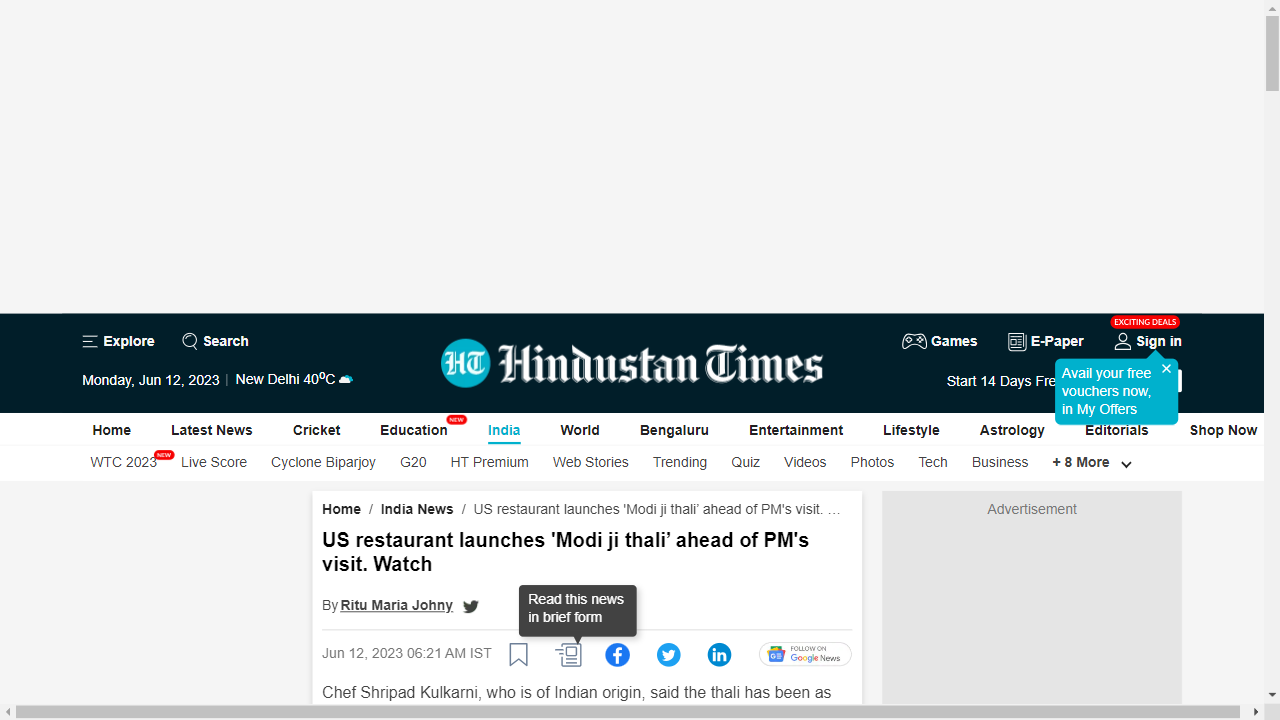 Explore
Search
HT Hindustan Times
Games
E-Paper
EXCITING DEALS
Sign in
Monday, Jun 12, 2023
New Delhi 40⁰C
Start 14 Days Fre
Avail your free
vouchers now,
in My Offers
Home Latest News Cricket Education NEW India World Bengaluru Entertainment Lifestyle Astrology Editorials Shop Now
WTC 2023 NEW Live Score Cyclone Biparjoy G20 HT Premium Web Stories Trending Quiz Videos Photos Tech Business + 8 More
Home / India News / US restaurant launches 'Modi ji thali’ ahead of PM's visit. …
US restaurant launches 'Modi ji thali’ ahead of PM's
visit. Watch
By Ritu Maria Johny
Read this news
in brief form
Jun 12, 2023 06:21 AM IST
FOLLOW ON
Google News
Chef Shripad Kulkarni, who is of Indian origin, said the thali has been as
Advertisement